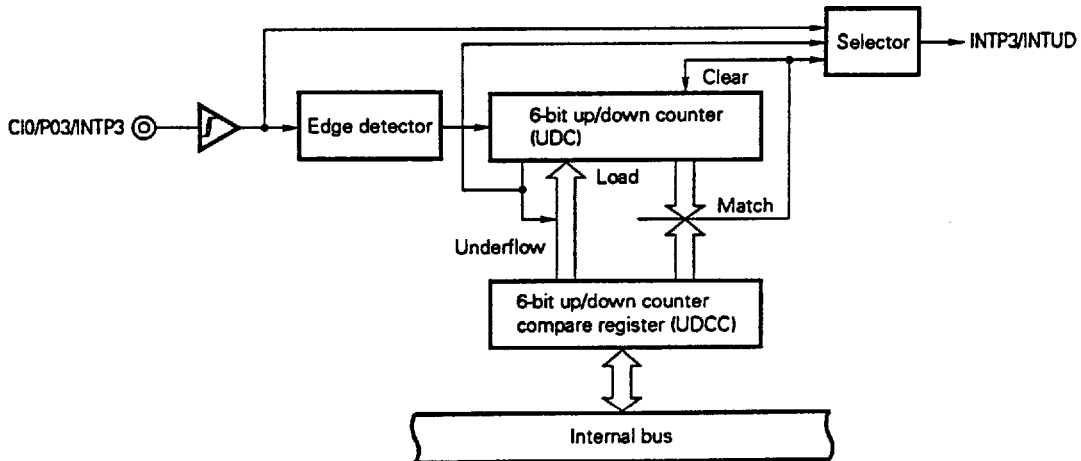 Selector
INTP3/INTUD
Clear
CI0/P03/INTP3
Edge detector
6-bit up/down counter
(UDC)
Load
Match
Underflow
6-bit up/down counter
compare register (UDCC)
Internal bus